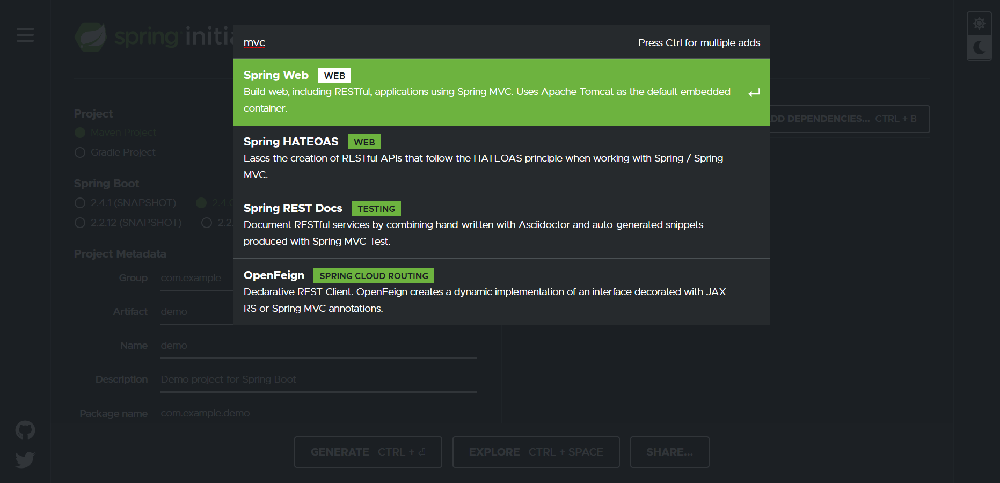 spring initia
mvc
Press Ctrl for multiple adds
Spring Web WEB
Build web, including RESTful, applications using Spring MVC. Uses Apache Tomcat as the default embedded
container.
Spring HATEOAS WEB
Eases the creation of RESTful APIs that follow the HATEOAS principle when working with Spring / Spring
MVC.
Spring REST Docs TESTING
Document RESTful services by combining hand-written with Asciidoctor and auto-generated snippets
produced with Spring MVC Test.
OpenFeign SPRING CLOUD ROUTING
Declarative REST Client. OpenFeign creates a dynamic implementation of an interface decorated with JAX-
RS or Spring MVC annotations.
DD DEPENDENCIES... CTRL + B
Project
Maven Project
Gradle Project
Spring Boot
2.4.1 (SNAPSHOT) 2.4.0
2.2.12 (SNAPSHOT) 2.2.
Project Metadata
Group com.example
Artifact demo
Name demo
Description Demo project for Spring Boot
Package name com.example.demo
GENERATE CTRL + ⏎
EXPLORE CTRL + SPACE
SHARE...